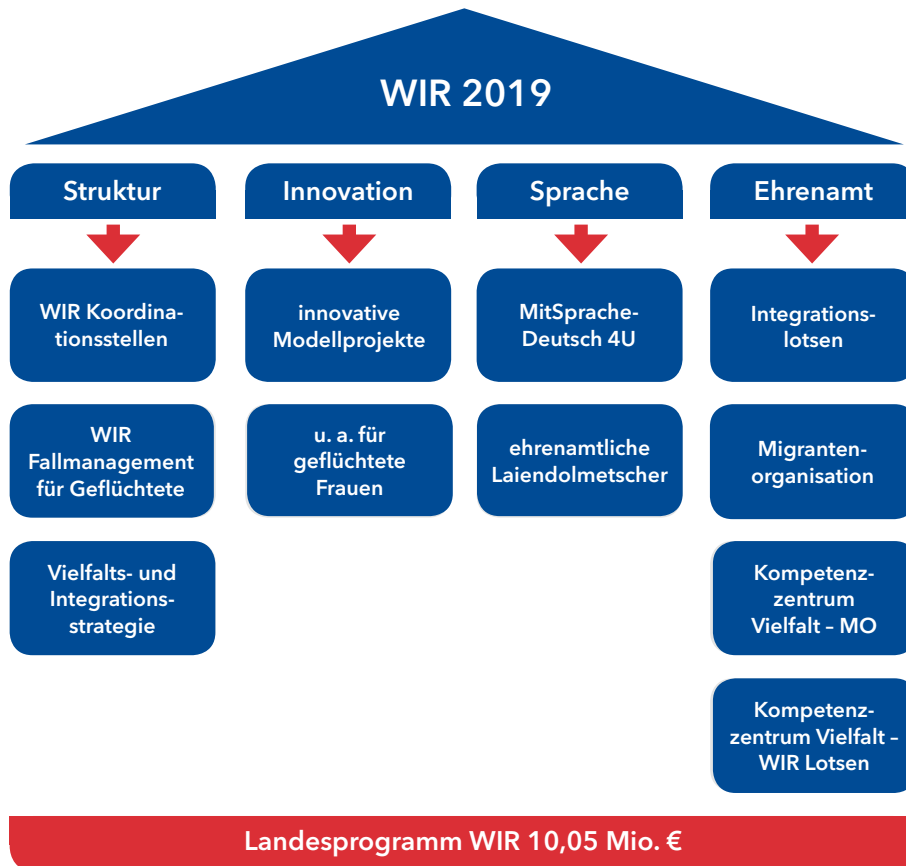 WIR 2019
Struktur
WIR Koordina-
tionsstellen
WIR
Fallmanagement
für Geflüchtete
Vielfalts- und
Integrations-
strategie
Innovation
innovative
Modellprojekte
u. a. für
geflüchtete
Frauen
Sprache
MitSprache-
Deutsch 4U
ehrenamtliche
Laiendolmetscher
Ehrenamt
Integrations-
lotsen
Migranten-
organisation
Kompetenz-
zentrum
Vielfalt – MO
Kompetenz-
zentrum Vielfalt –
WIR Lotsen
Landesprogramm WIR 10,05 Mio. €